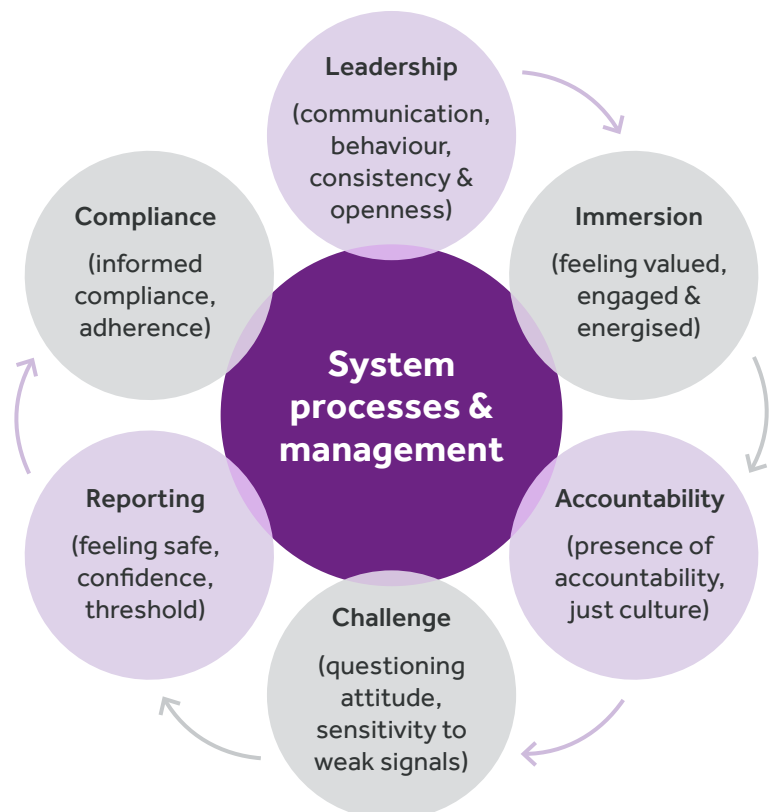 Leadership
(communication,
behaviour,
consistency &
openness)
Immersion
(feeling valued,
engaged &
energised)
Accountability
(presence of
accountability,
just culture)
Challenge
(questioning
attitude,
sensitivity to
weak signals)
Reporting
(feeling safe,
confidence,
threshold)
Compliance
(informed
compliance,
adherence)
System
processes &
management